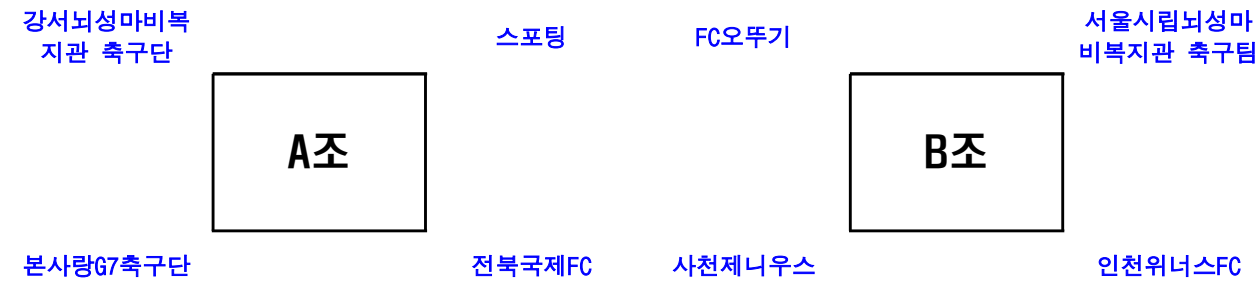 강서뇌성마비복
지관 축구단
스포팅
FC오뚜기
서울시립뇌성마
비복지관 축구팀
A조
B조
본사랑G7축구단
전북국제FC
사천제니우스
인천위너스FC